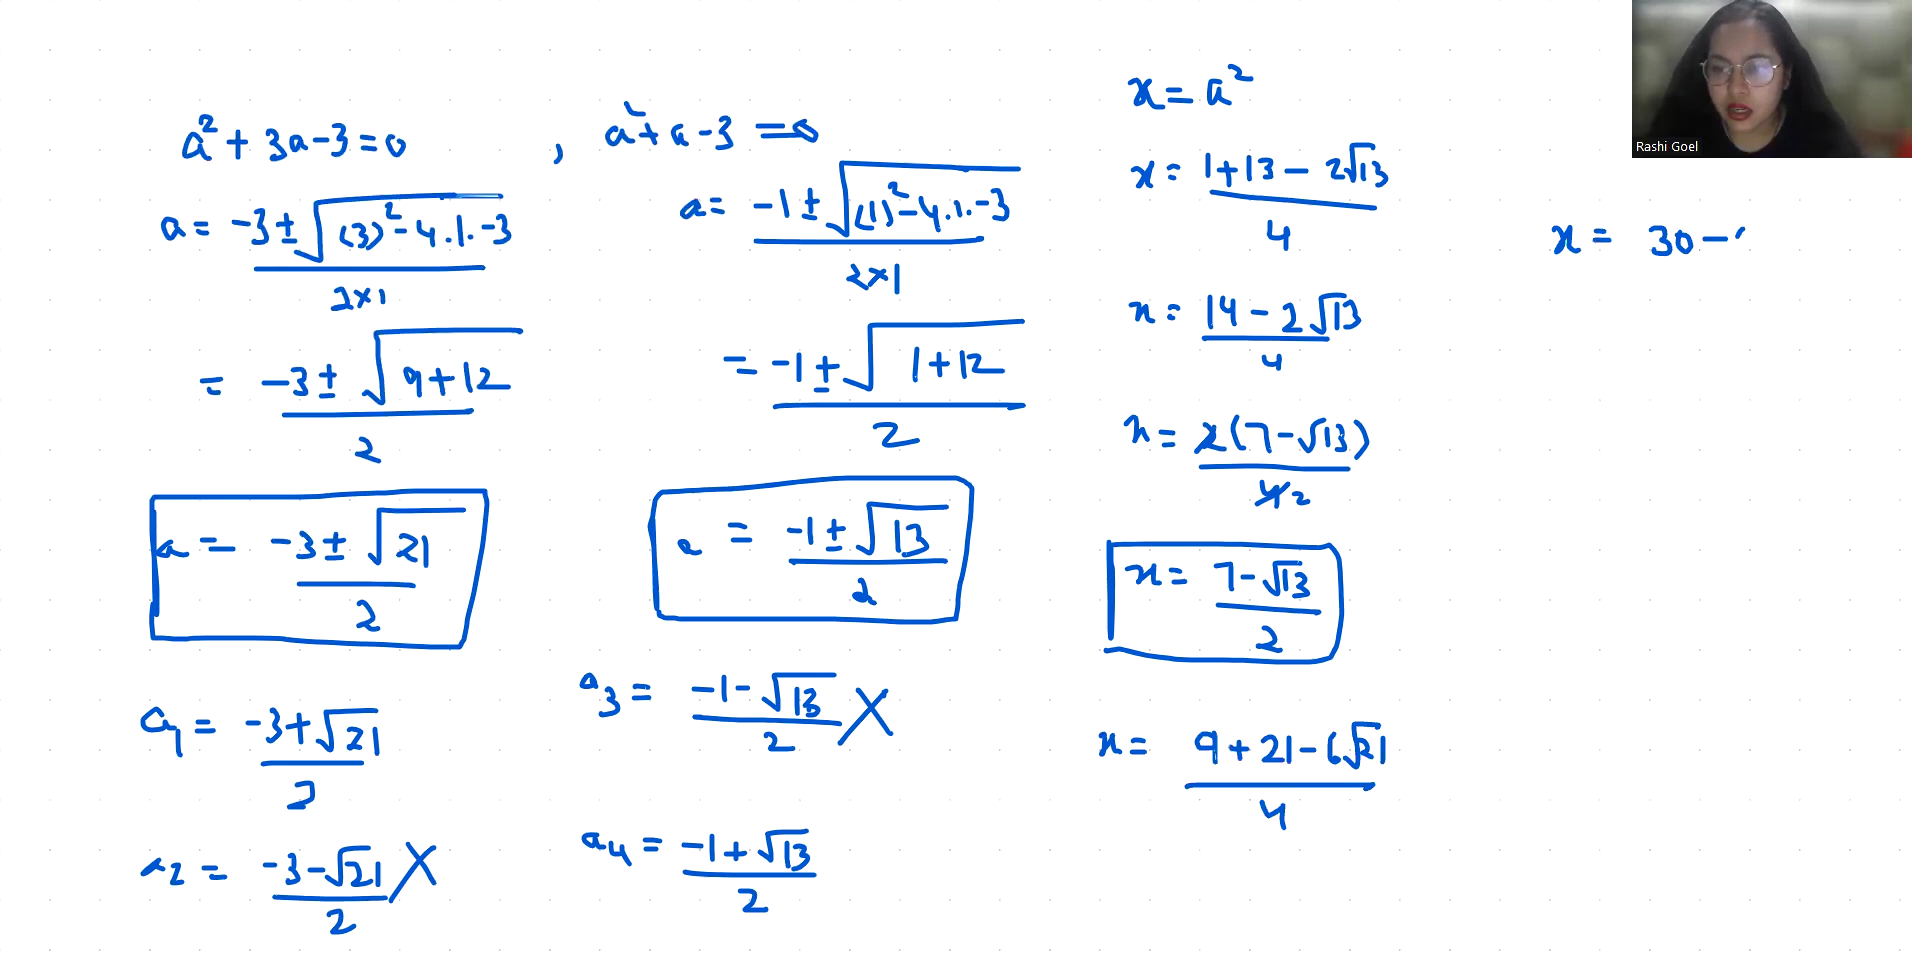 a² + 3a - 3 = 0 , a² + a - 3 = 0
a = -3 ± √(3)² - 4 . 1 . -3
2×1
= -3 ± √9 + 12
2
a = -3 ± √21
2
a₁ = -3 + √21
2
a₂ = -3 - √21 X
2
a = -1 ± √(1)² - 4 . 1 . -3
2×1
= -1 ± √1 + 12
2
a = -1 ± √13
2
a₃ = -1 - √13 X
2
a₄ = -1 + √13
2
x = a²
x = 1 + 13 - 2√13
4
x = 14 - 2√13
4
x = 2(7 - √13)
4 2
x = 7 - √13
2
x = 9 + 21 - 6√21
4
x = 30 -
Rashi Goel